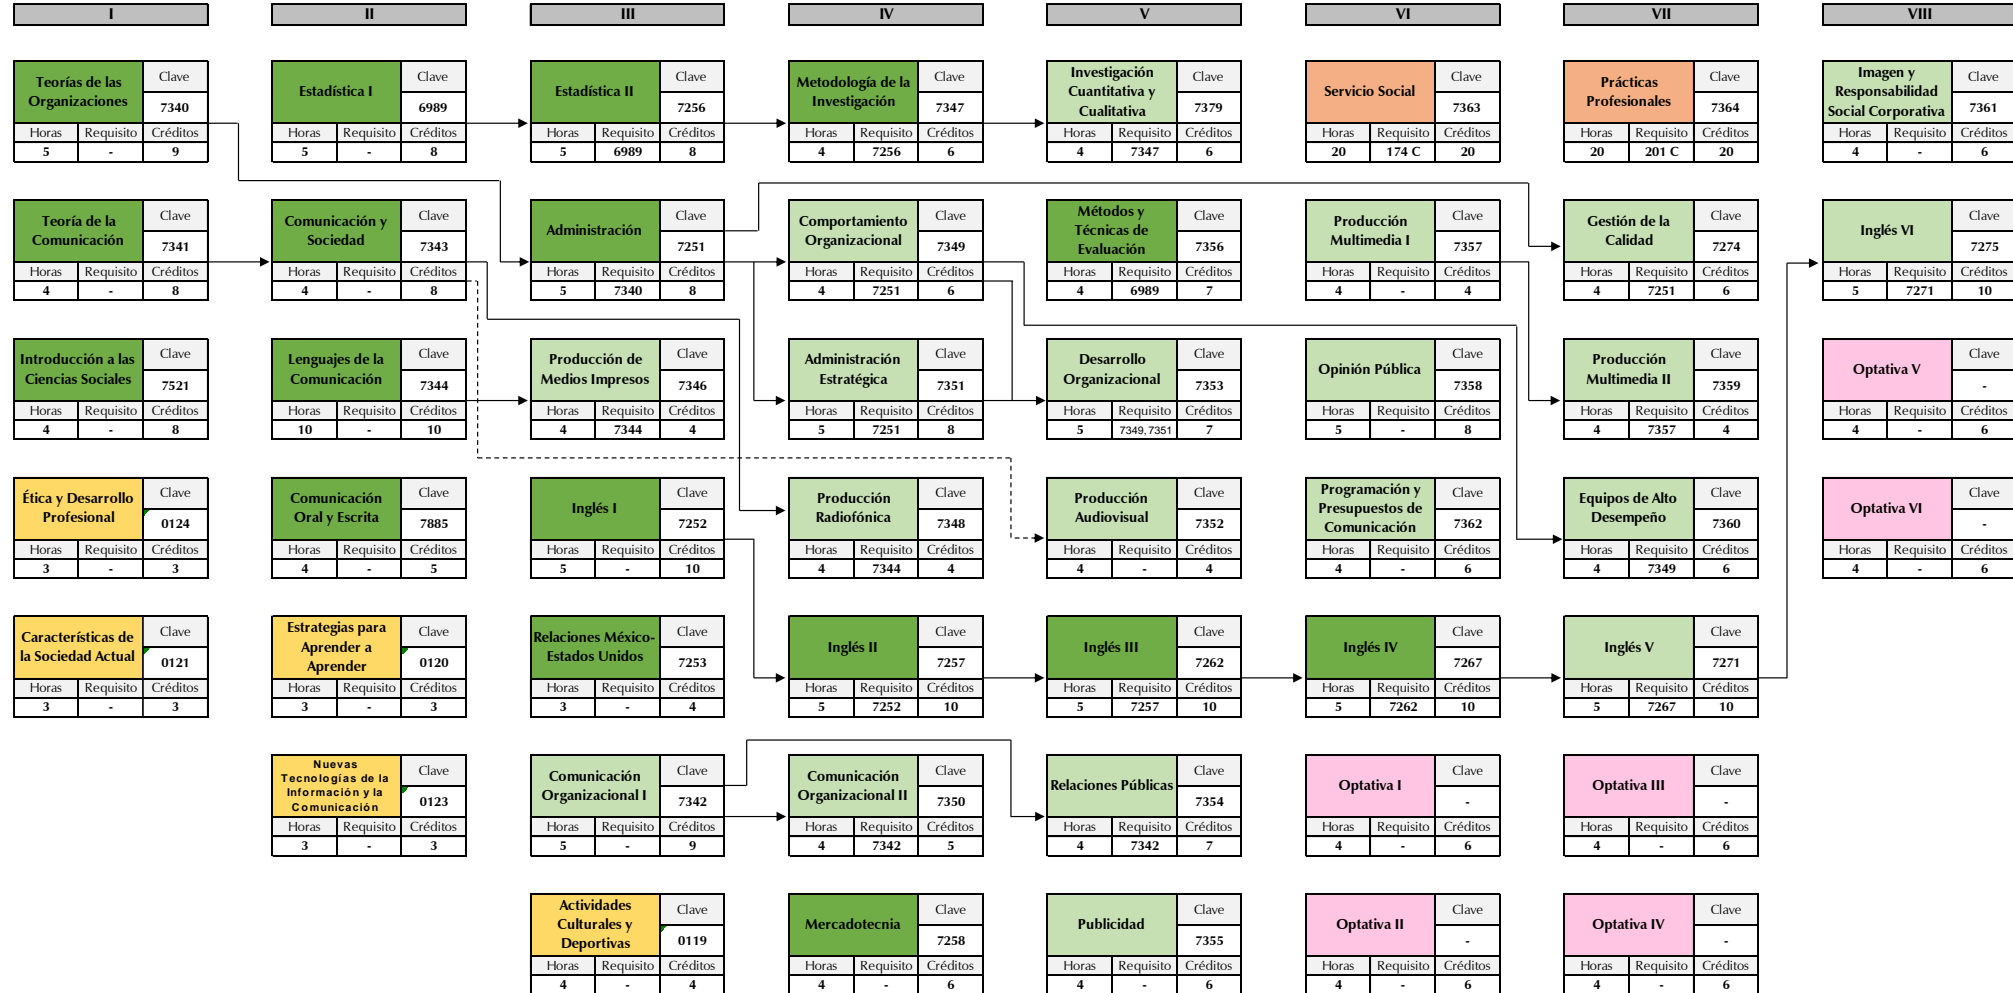 I II III IV V VI VII VIII
Teorías de las Organizaciones Clave 7340
Horas Requisito Créditos
5 - 9
Estadística I Clave 6989
Horas Requisito Créditos
5 - 8
Estadística II Clave 7256
Horas Requisito Créditos
5 6989 8
Metodología de la Investigación Clave 7347
Horas Requisito Créditos
4 7256 6
Investigación Cuantitativa y Cualitativa Clave 7379
Horas Requisito Créditos
4 7347 6
Servicio Social Clave 7363
Horas Requisito Créditos
20 174 C 20
Prácticas Profesionales Clave 7364
Horas Requisito Créditos
20 201 C 20
Imagen y Responsabilidad Social Corporativa Clave 7361
Horas Requisito Créditos
4 - 6
Teoría de la Comunicación Clave 7341
Horas Requisito Créditos
4 - 8
Comunicación y Sociedad Clave 7343
Horas Requisito Créditos
4 - 8
Administración Clave 7251
Horas Requisito Créditos
5 7340 8
Comportamiento Organizacional Clave 7349
Horas Requisito Créditos
4 7251 6
Métodos y Técnicas de Evaluación Clave 7356
Horas Requisito Créditos
4 6989 7
Producción Multimedia I Clave 7357
Horas Requisito Créditos
4 - 4
Gestión de la Calidad Clave 7274
Horas Requisito Créditos
4 7251 6
Inglés VI Clave 7275
Horas Requisito Créditos
5 7271 10
Introducción a las Ciencias Sociales Clave 7521
Horas Requisito Créditos
4 - 8
Lenguajes de la Comunicación Clave 7344
Horas Requisito Créditos
10 - 10
Producción de Medios Impresos Clave 7346
Horas Requisito Créditos
4 7344 4
Administración Estratégica Clave 7351
Horas Requisito Créditos
5 7251 8
Desarrollo Organizacional Clave 7353
Horas Requisito Créditos
5 7349, 7351 7
Opinión Pública Clave 7358
Horas Requisito Créditos
5 - 8
Producción Multimedia II Clave 7359
Horas Requisito Créditos
4 7357 4
Optativa V Clave -
Horas Requisito Créditos
4 - 6
Ética y Desarrollo Profesional Clave 0124
Horas Requisito Créditos
3 - 3
Comunicación Oral y Escrita Clave 7885
Horas Requisito Créditos
4 - 5
Inglés I Clave 7252
Horas Requisito Créditos
5 - 10
Producción Radiofónica Clave 7348
Horas Requisito Créditos
4 7344 4
Producción Audiovisual Clave 7352
Horas Requisito Créditos
4 - 4
Programación y Presupuestos de Comunicación Clave 7362
Horas Requisito Créditos
4 - 6
Equipos de Alto Desempeño Clave 7360
Horas Requisito Créditos
4 7349 6
Optativa VI Clave -
Horas Requisito Créditos
4 - 6
Características de la Sociedad Actual Clave 0121
Horas Requisito Créditos
3 - 3
Estrategias para Aprender a Aprender Clave 0120
Horas Requisito Créditos
3 - 3
Relaciones México-Estados Unidos Clave 7253
Horas Requisito Créditos
3 - 4
Inglés II Clave 7257
Horas Requisito Créditos
5 7252 10
Inglés III Clave 7262
Horas Requisito Créditos
5 7257 10
Inglés IV Clave 7267
Horas Requisito Créditos
5 7262 10
Inglés V Clave 7271
Horas Requisito Créditos
5 7267 10
Nuevas Tecnologías de la Información y la Comunicación Clave 0123
Horas Requisito Créditos
3 - 3
Comunicación Organizacional I Clave 7342
Horas Requisito Créditos
5 - 9
Comunicación Organizacional II Clave 7350
Horas Requisito Créditos
4 7342 5
Relaciones Públicas Clave 7354
Horas Requisito Créditos
4 7342 7
Optativa I Clave -
Horas Requisito Créditos
4 - 6
Optativa III Clave -
Horas Requisito Créditos
4 - 6
Actividades Culturales y Deportivas Clave 0119
Horas Requisito Créditos
4 - 4
Mercadotecnia Clave 7258
Horas Requisito Créditos
4 - 6
Publicidad Clave 7355
Horas Requisito Créditos
4 - 6
Optativa II Clave -
Horas Requisito Créditos
4 - 6
Optativa IV Clave -
Horas Requisito Créditos
4 - 6